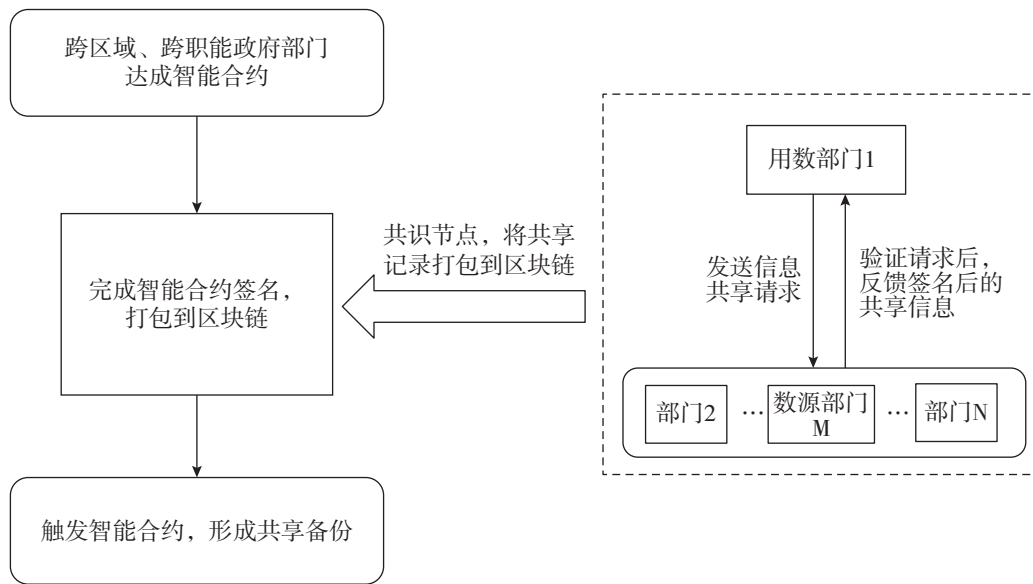 跨区域、跨职能政府部门
达成智能合约
完成智能合约签名，
打包到区块链
触发智能合约，形成共享备份
共识节点，将共享
记录打包到区块链
用数部门1
发送信息
共享请求
验证请求后，
反馈签名后的
共享信息
部门2 … 数源部门 … 部门N
M